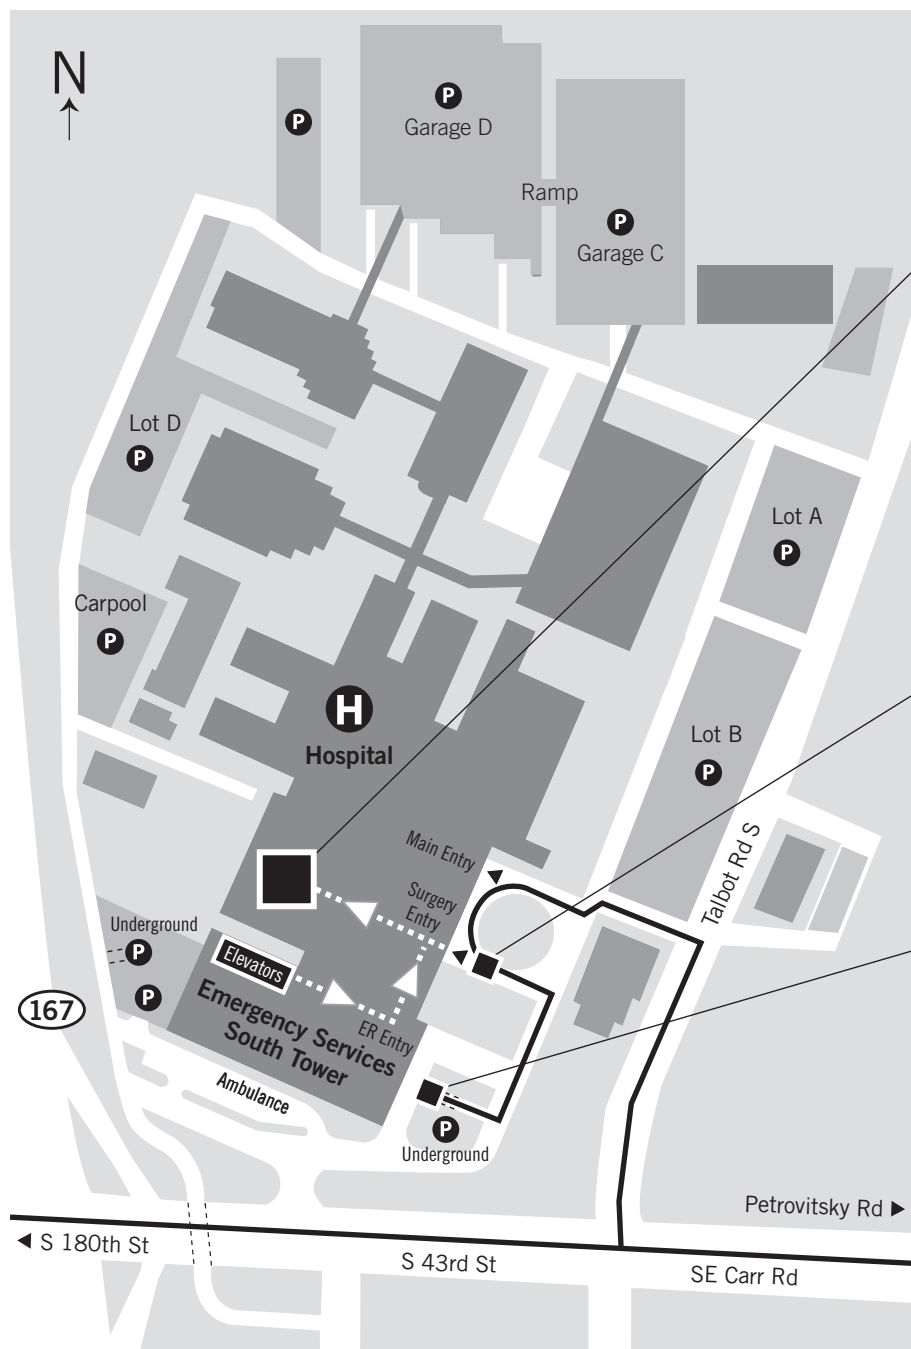 N
P
P
Garage D
Ramp
P
Garage C
Lot D
P
Lot A
P
Carpool
P
H
Hospital
Lot B
P
Main Entry
Surgery
Entry
Talbot Rd S
Underground
P
P
Elevators
167
Emergency Services
South Tower
ER Entry
Ambulance
P
Underground
Petrovitsky Rd
S 180th St
S 43rd St
SE Carr Rd